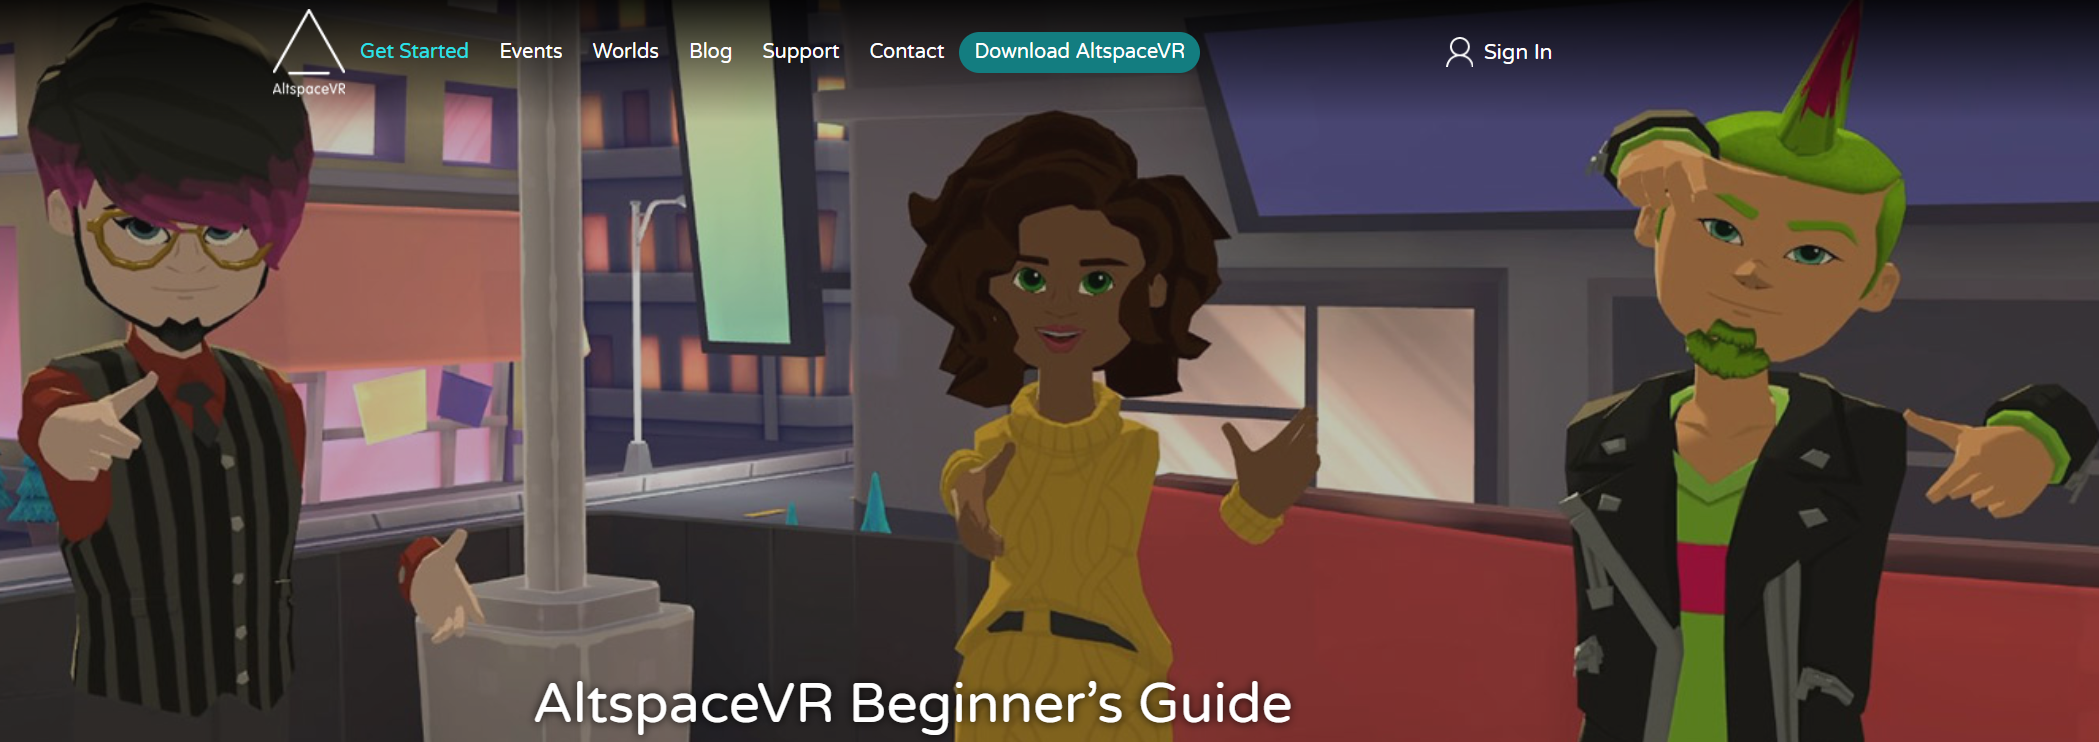 AltspaceVR
Get Started Events Worlds Blog Support Contact Download AltspaceVR Sign In
AltspaceVR Beginner’s Guide